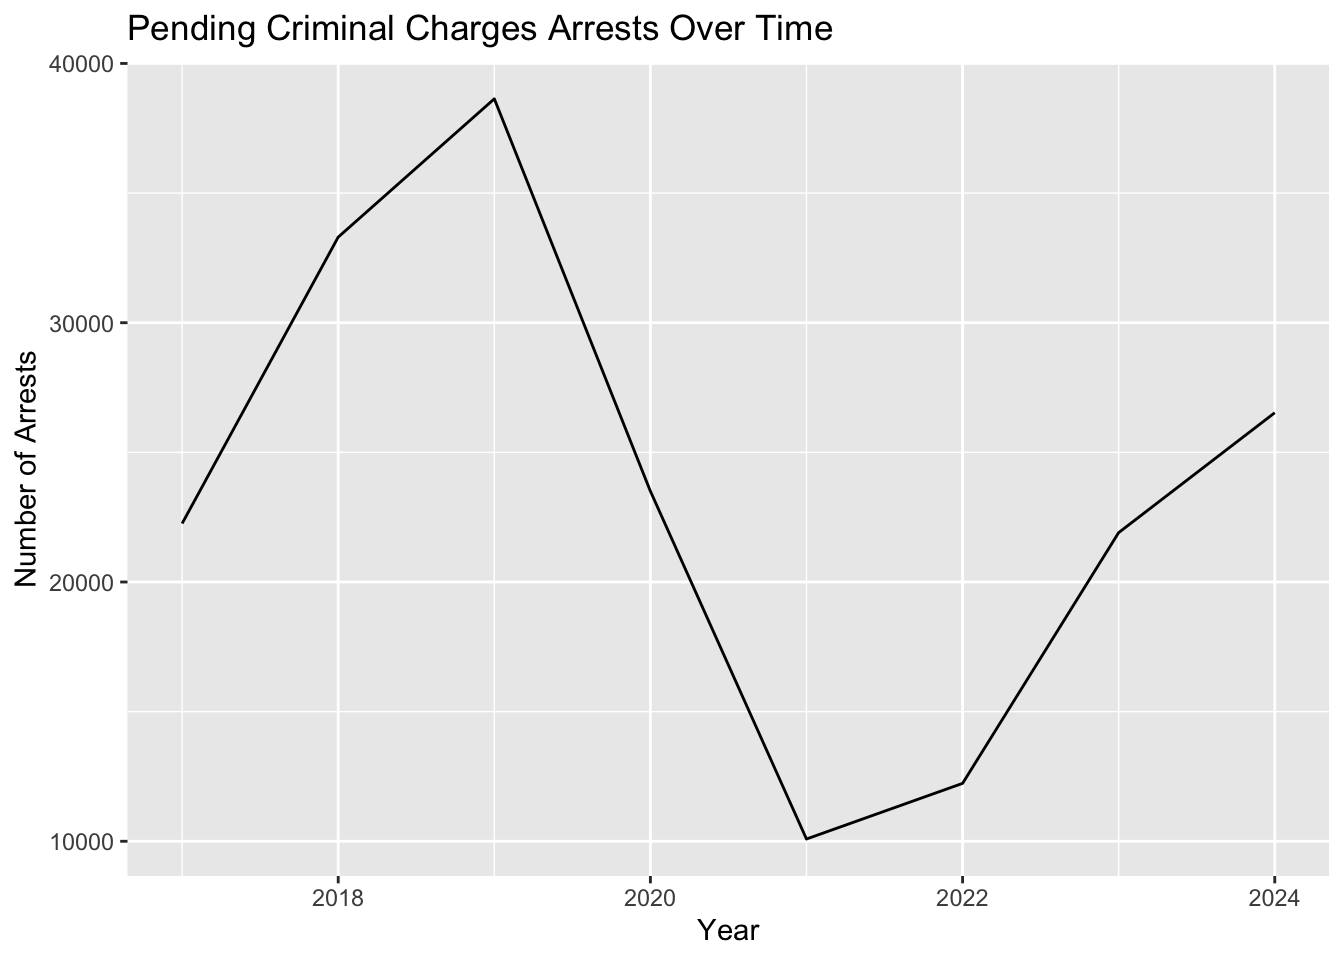 Pending Criminal Charges Arrests Over Time
40000
30000
20000
10000
Number of Arrests
2018 2020 2022 2024
Year